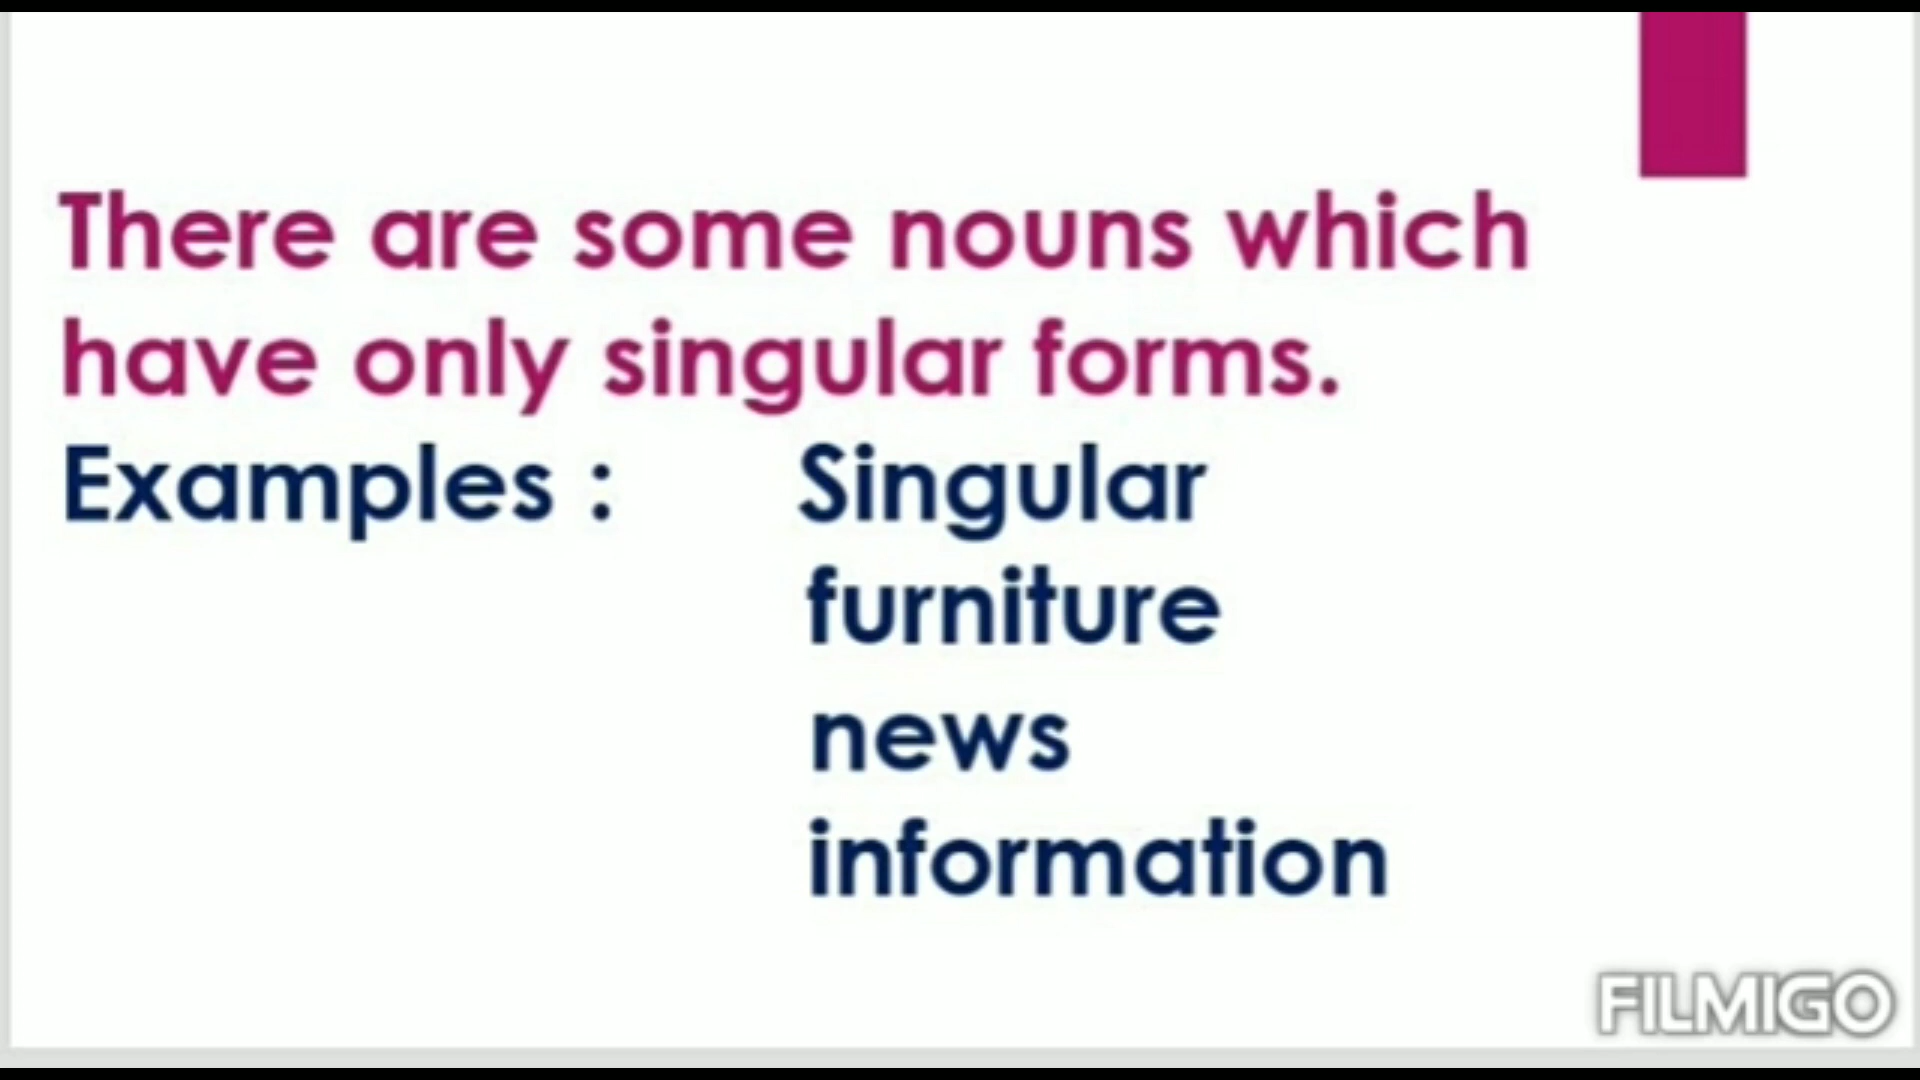 There are some nouns which
have only singular forms.
Examples : Singular
furniture
news
information
FILMIGO